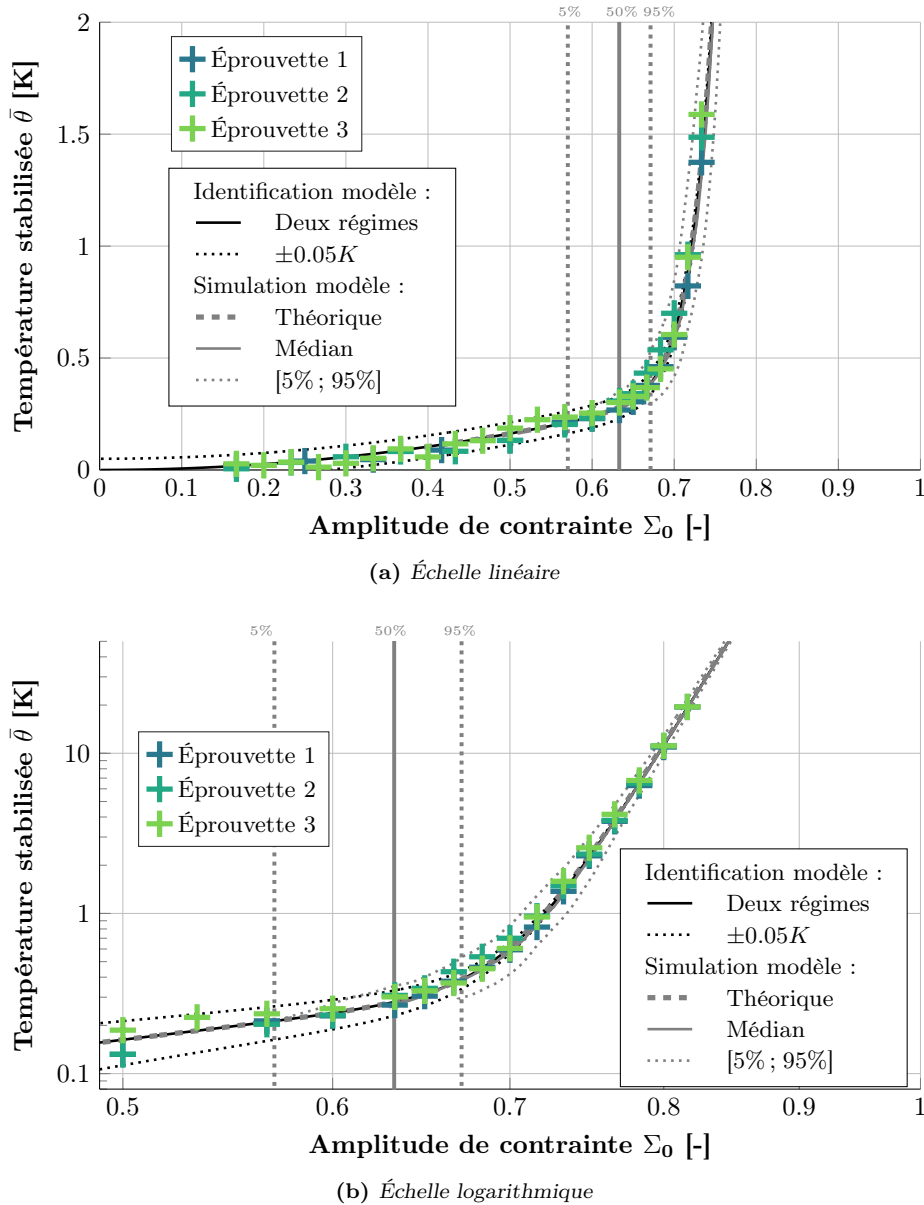 5% 50% 95%
2
1.5
1
0.5
0
Température stabilisée θ̄ [K]
Éprouvette 1
Éprouvette 2
Éprouvette 3
Identification modèle :
Deux régimes
±0.05K
Simulation modèle :
Théorique
Médian
[5% ; 95%]
0 0.1 0.2 0.3 0.4 0.5 0.6 0.7 0.8 0.9 1
Amplitude de contrainte Σ₀ [-]
(a) Échelle linéaire
5% 50% 95%
10
1
0.1
Température stabilisée θ̄ [K]
Éprouvette 1
Éprouvette 2
Éprouvette 3
Identification modèle :
Deux régimes
±0.05K
Simulation modèle :
Théorique
Médian
[5% ; 95%]
0.5 0.6 0.7 0.8 0.9 1
Amplitude de contrainte Σ₀ [-]
(b) Échelle logarithmique